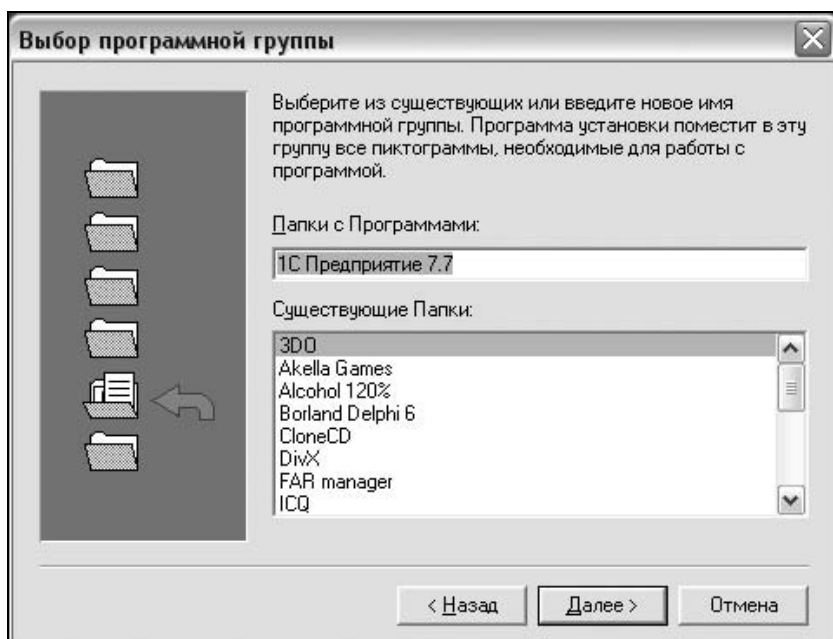 Выбор программной группы
Выберите из существующих или введите новое имя
программной группы. Программа установки поместит в эту
группу все пиктограммы, необходимые для работы с
программой.
Папки с Программами:
1С Предприятие 7.7
Существующие Папки:
3DO
Akella Games
Alcohol 120%
Borland Delphi 6
CloneCD
DivX
FAR manager
ICQ
< Назад
Далее >
Отмена